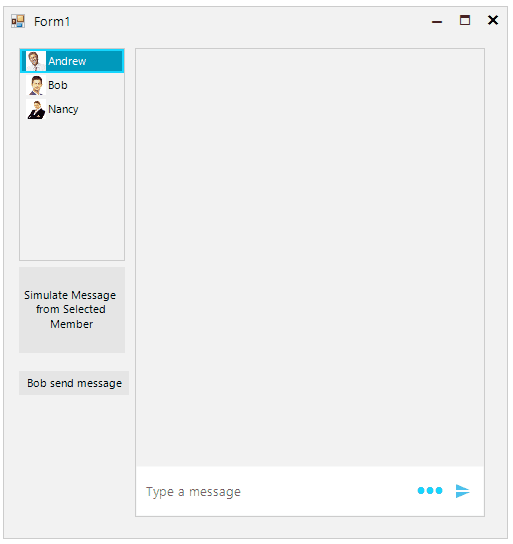 Form1
Andrew
Bob
Nancy
Simulate Message
from Selected
Member
Bob send message
Type a message